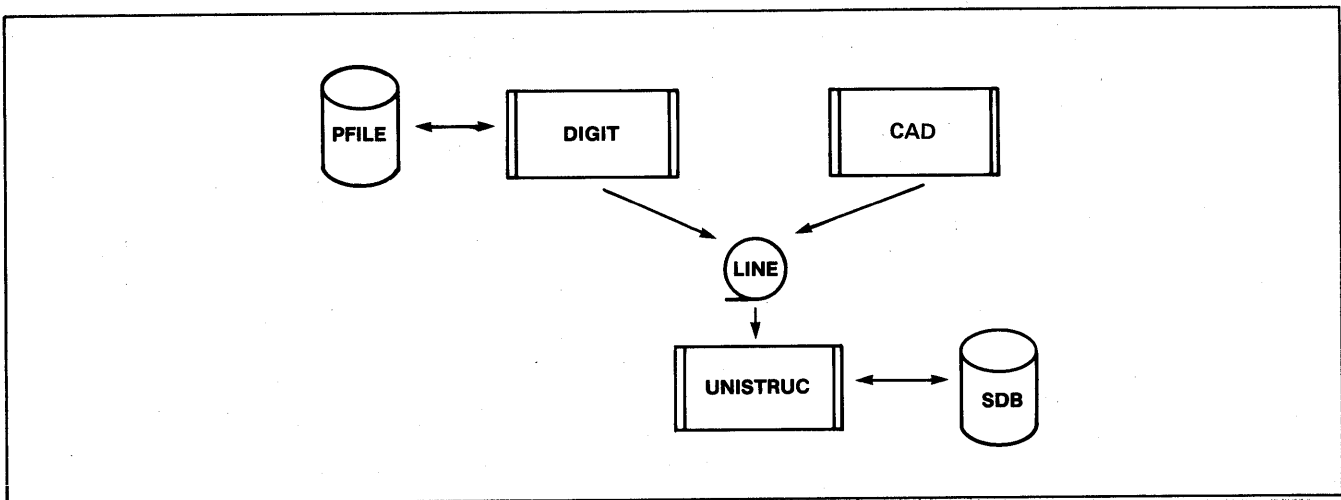 PFILE
DIGIT
CAD
LINE
UNISTRUC
SDB